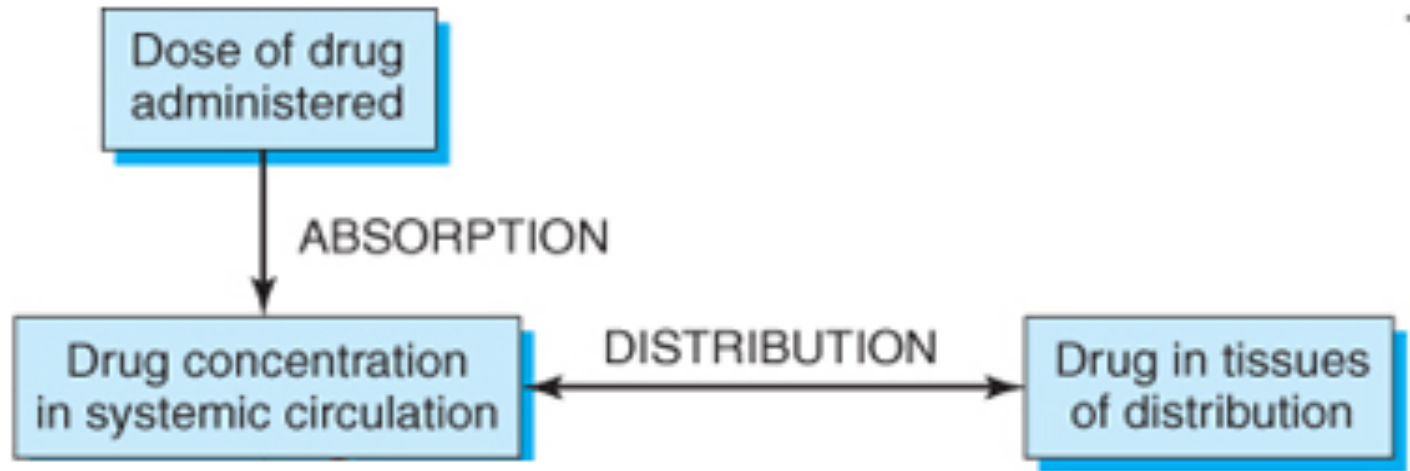 Dose of drug
administered
ABSORPTION
Drug concentration
in systemic circulation
DISTRIBUTION
Drug in tissues
of distribution